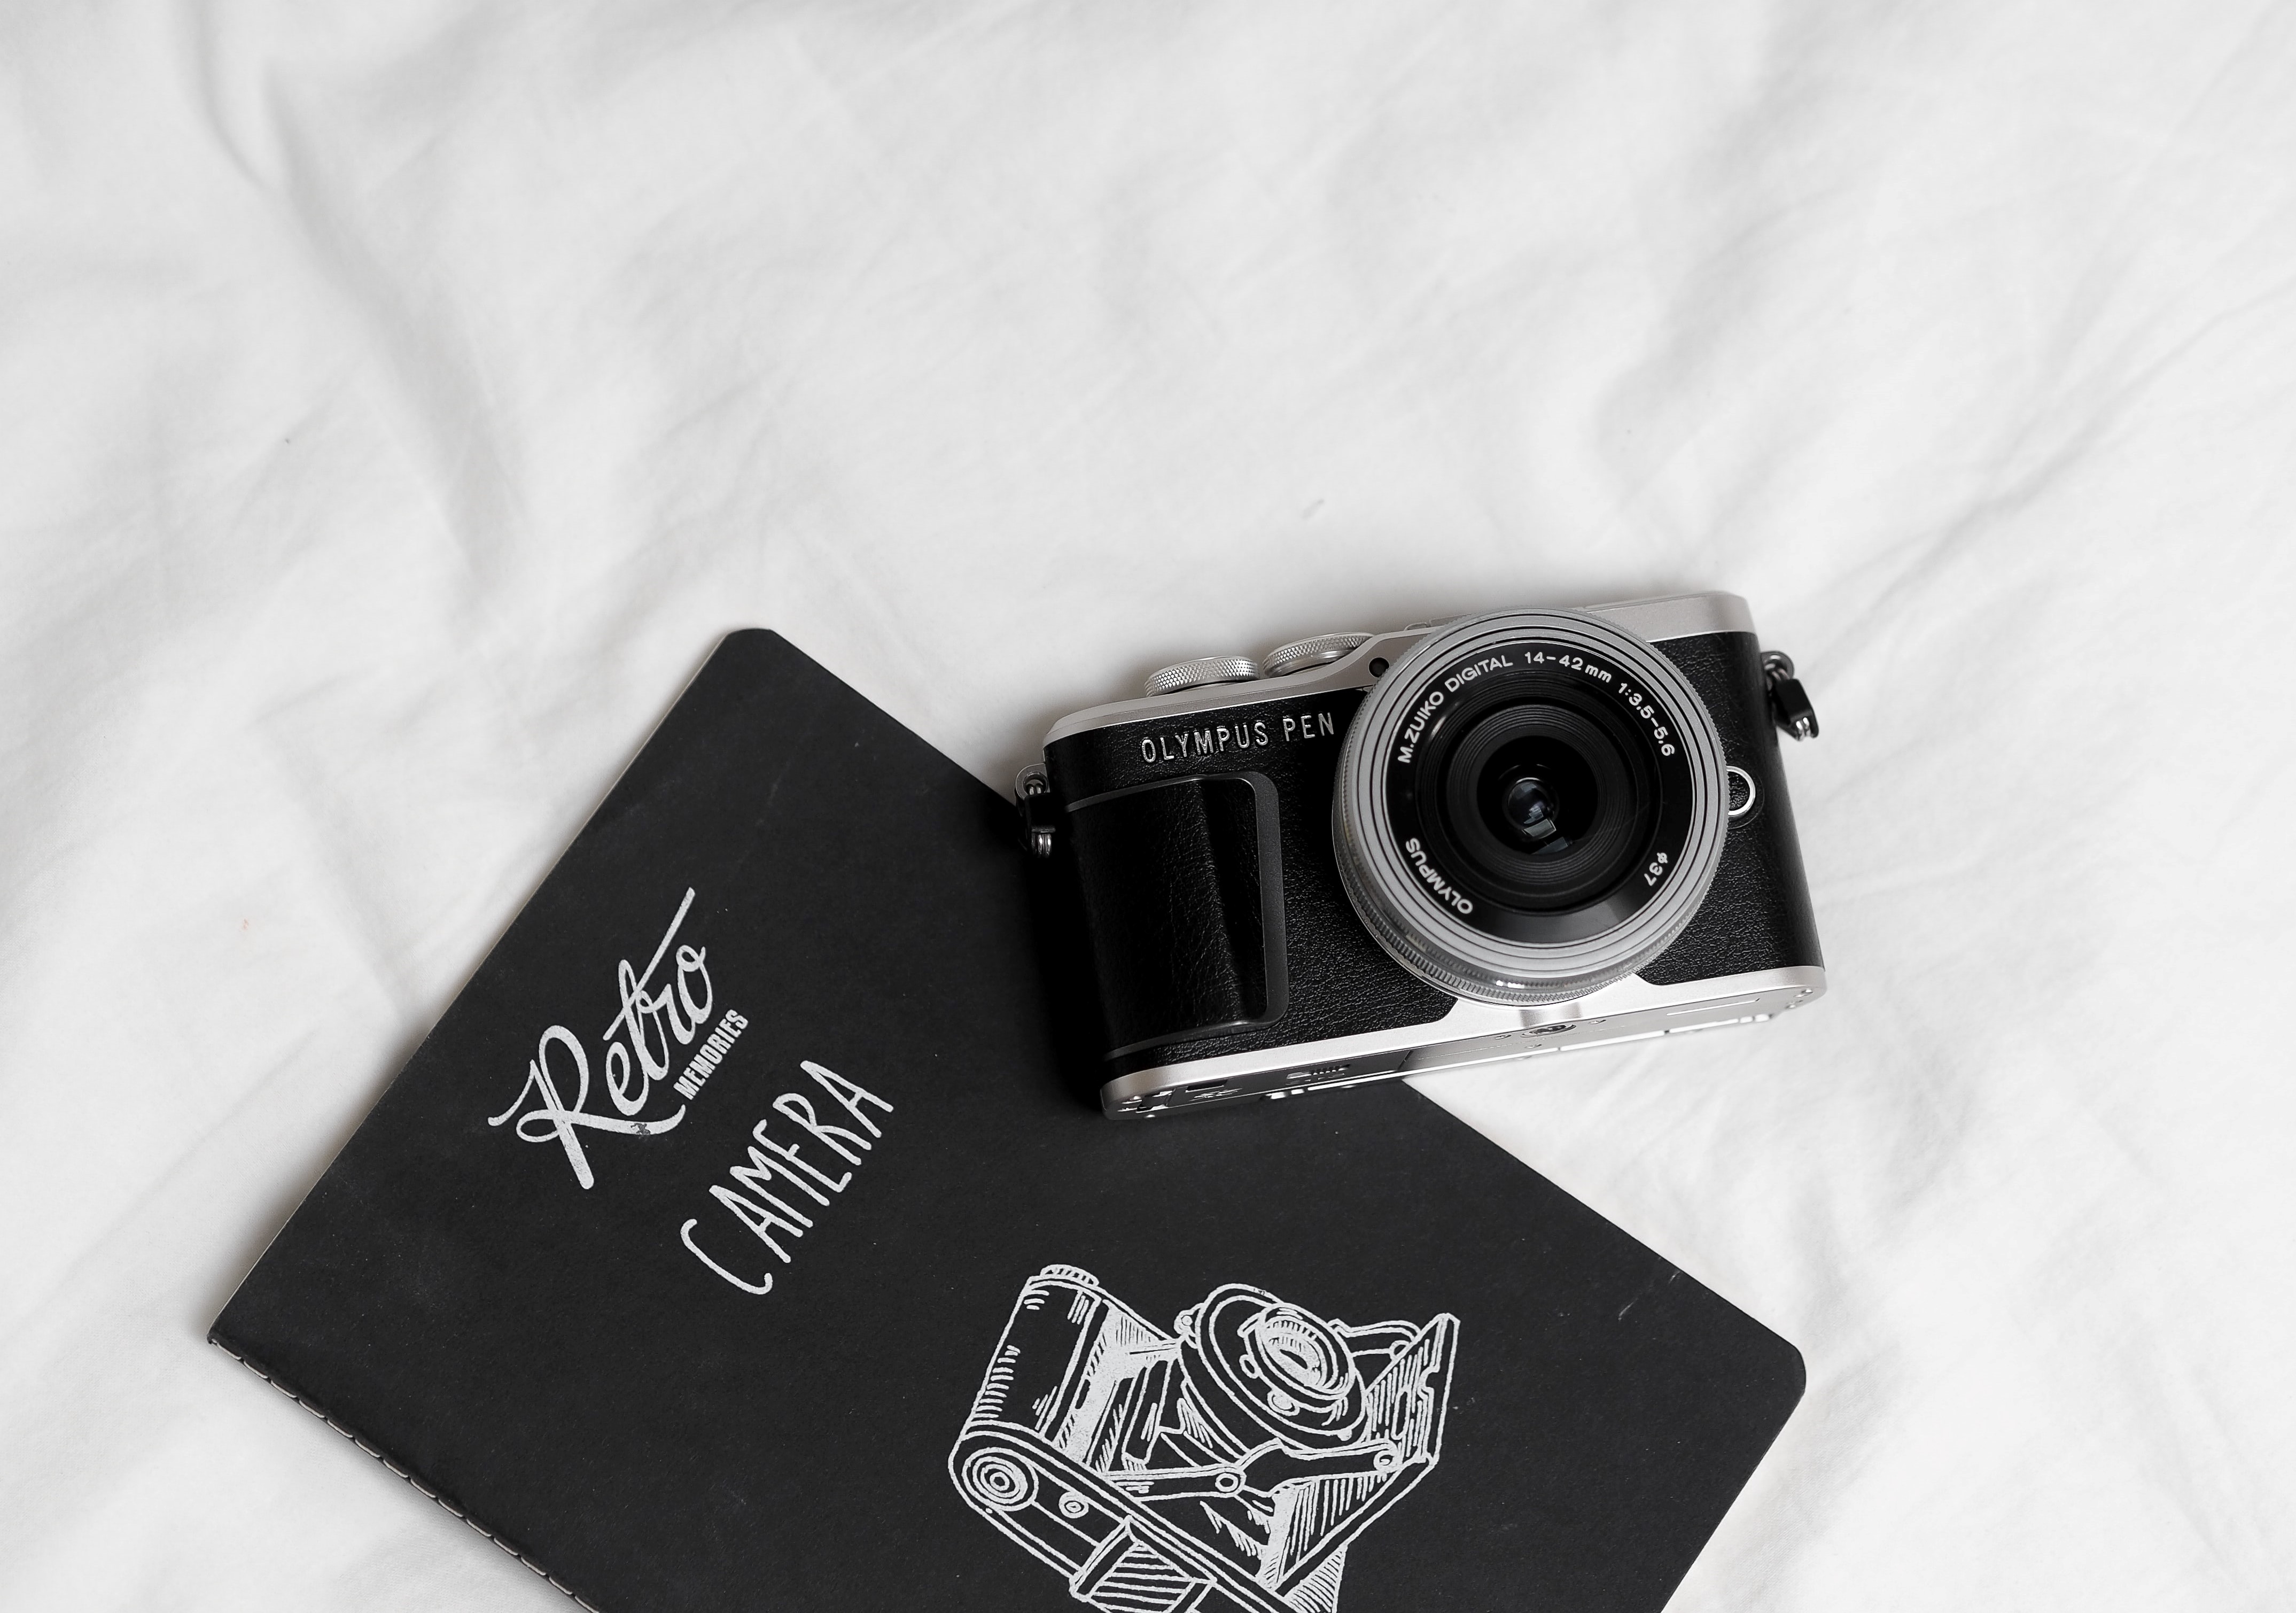 Retro
MEMORIES
CAMERA
OLYMPUS PEN
M.ZUIKO DIGITAL 14-42mm 1:3.5-5.6
ø37
OLYMPUS